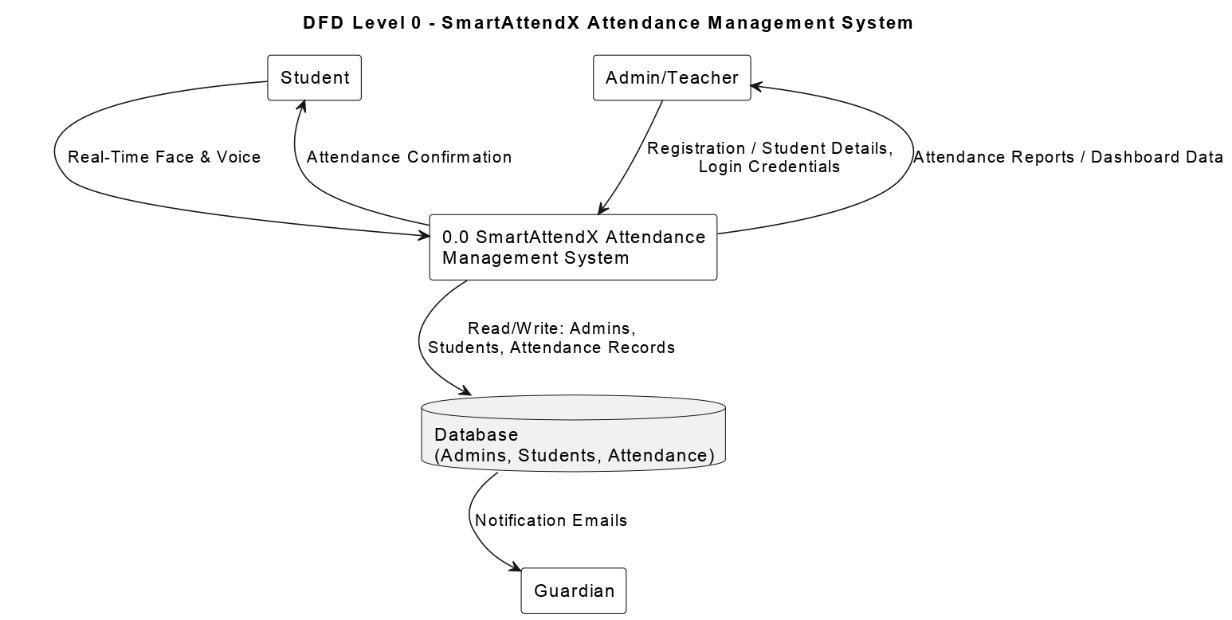 DFD Level 0 - SmartAttendX Attendance Management System
Student
Admin/Teacher
Real-Time Face & Voice
Attendance Confirmation
Registration / Student Details,
Login Credentials
Attendance Reports / Dashboard Data
0.0 SmartAttendX Attendance
Management System
Read/Write: Admins,
Students, Attendance Records
Database
(Admins, Students, Attendance)
Notification Emails
Guardian